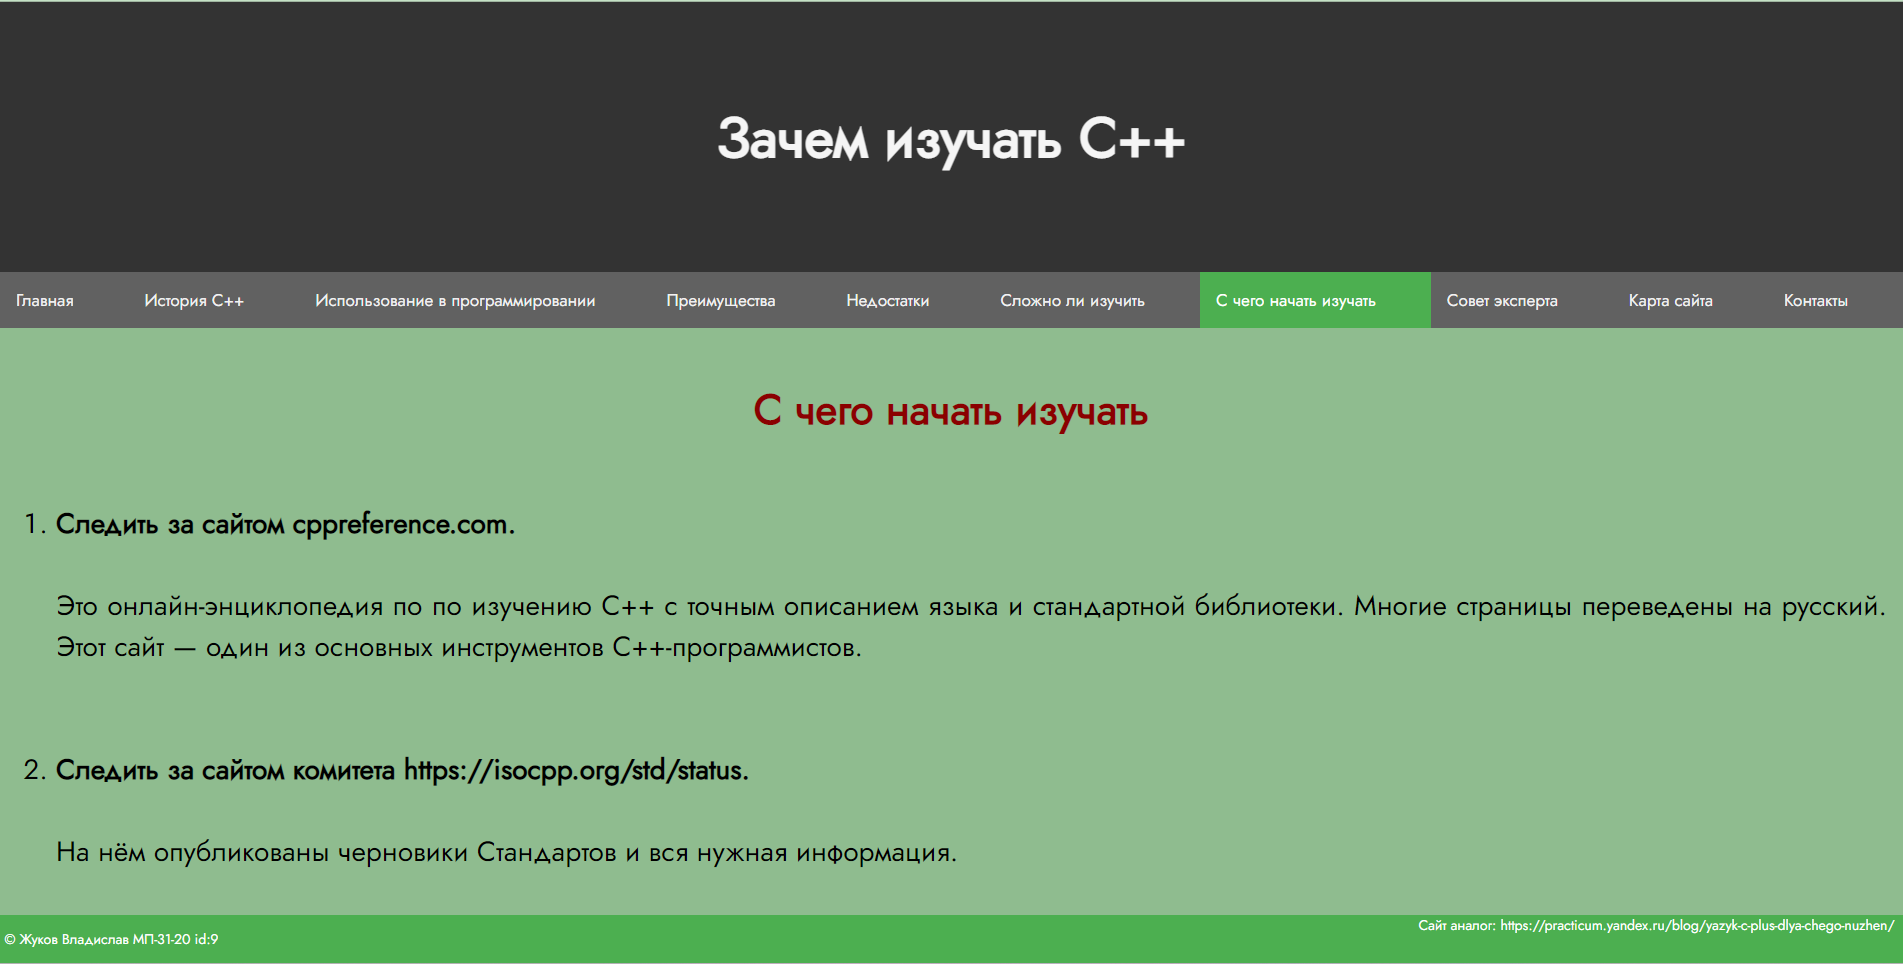 Зачем изучать C++
Главная
История C++
Использование в программировании
Преимущества
Недостатки
Сложно ли изучить
С чего начать изучать
Совет эксперта
Карта сайта
Контакты
С чего начать изучать
1. Следить за сайтом cppreference.com.
Это онлайн-энциклопедия по по изучению C++ с точным описанием языка и стандартной библиотеки. Многие страницы переведены на русский.
Этот сайт — один из основных инструментов C++-программистов.
2. Следить за сайтом комитета https://isocpp.org/std/status.
На нём опубликованы черновики Стандартов и вся нужная информация.
© Жуков Владислав МП-31-20 id:9
Сайт аналог: https://practicum.yandex.ru/blog/yazyk-c-plus-dlya-chego-nuzhen/